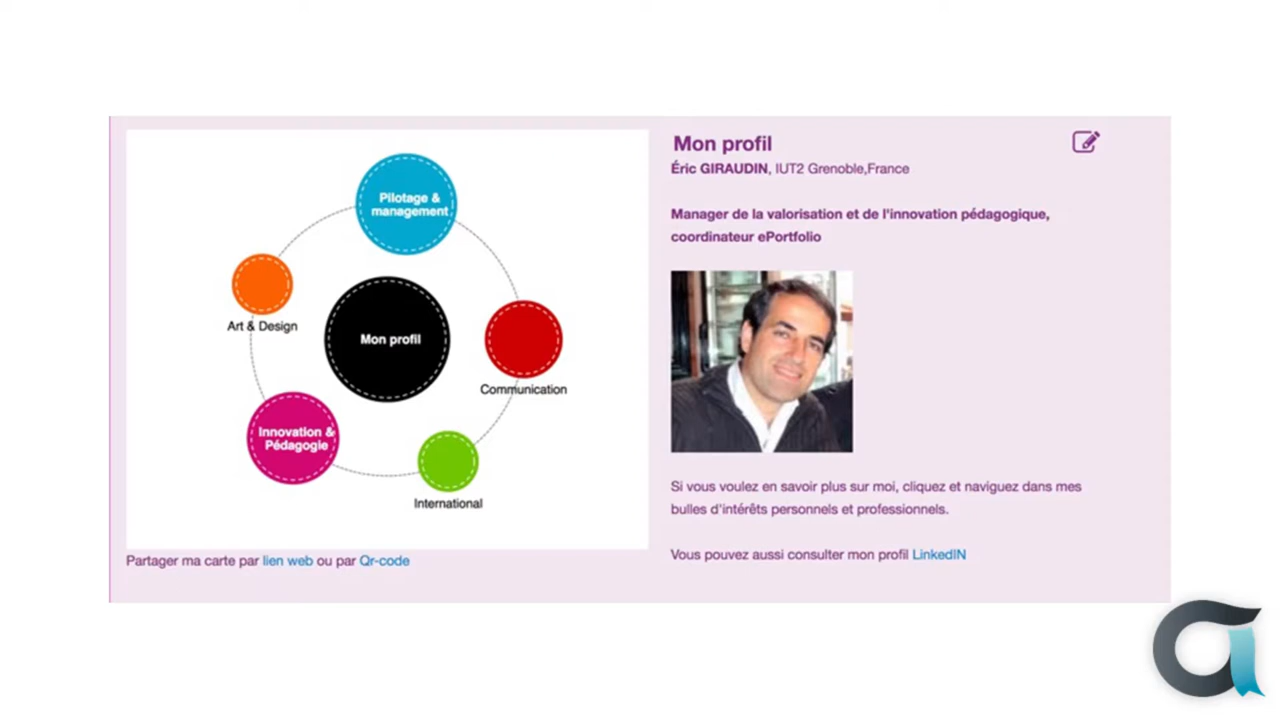 Mon profil
Éric GIRAUDIN, IUT2 Grenoble,France
Manager de la valorisation et de l'innovation pédagogique,
coordinateur ePortfolio
Pilotage &
management
Art & Design
Mon profil
Communication
Innovation &
Pédagogie
International
Si vous voulez en savoir plus sur moi, cliquez et naviguez dans mes
bulles d'intérêts personnels et professionnels.
Vous pouvez aussi consulter mon profil LinkedIN
Partager ma carte par lien web ou par Qr-code